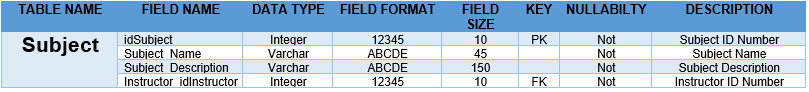 TABLE NAME FIELD NAME DATA TYPE FIELD FORMAT FIELD SIZE KEY NULLABILTY DESCRIPTION
Subject idSubject Integer 12345 10 PK Not Subject ID Number
Subject_Name Varchar ABCDE 45 Not Subject Name
Subject_Description Varchar ABCDE 150 Not Subject Description
Instructor_idInstructor Integer 12345 10 FK Not Instructor ID Number